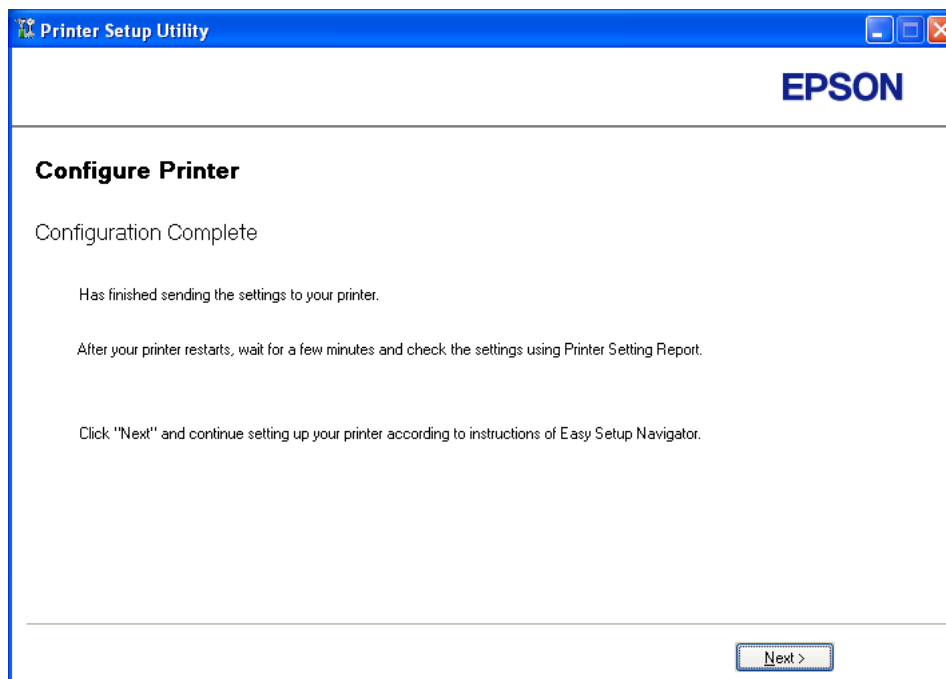 Printer Setup Utility
EPSON
Configure Printer
Configuration Complete
Has finished sending the settings to your printer.
After your printer restarts, wait for a few minutes and check the settings using Printer Setting Report.
Click "Next" and continue setting up your printer according to instructions of Easy Setup Navigator.
Next >